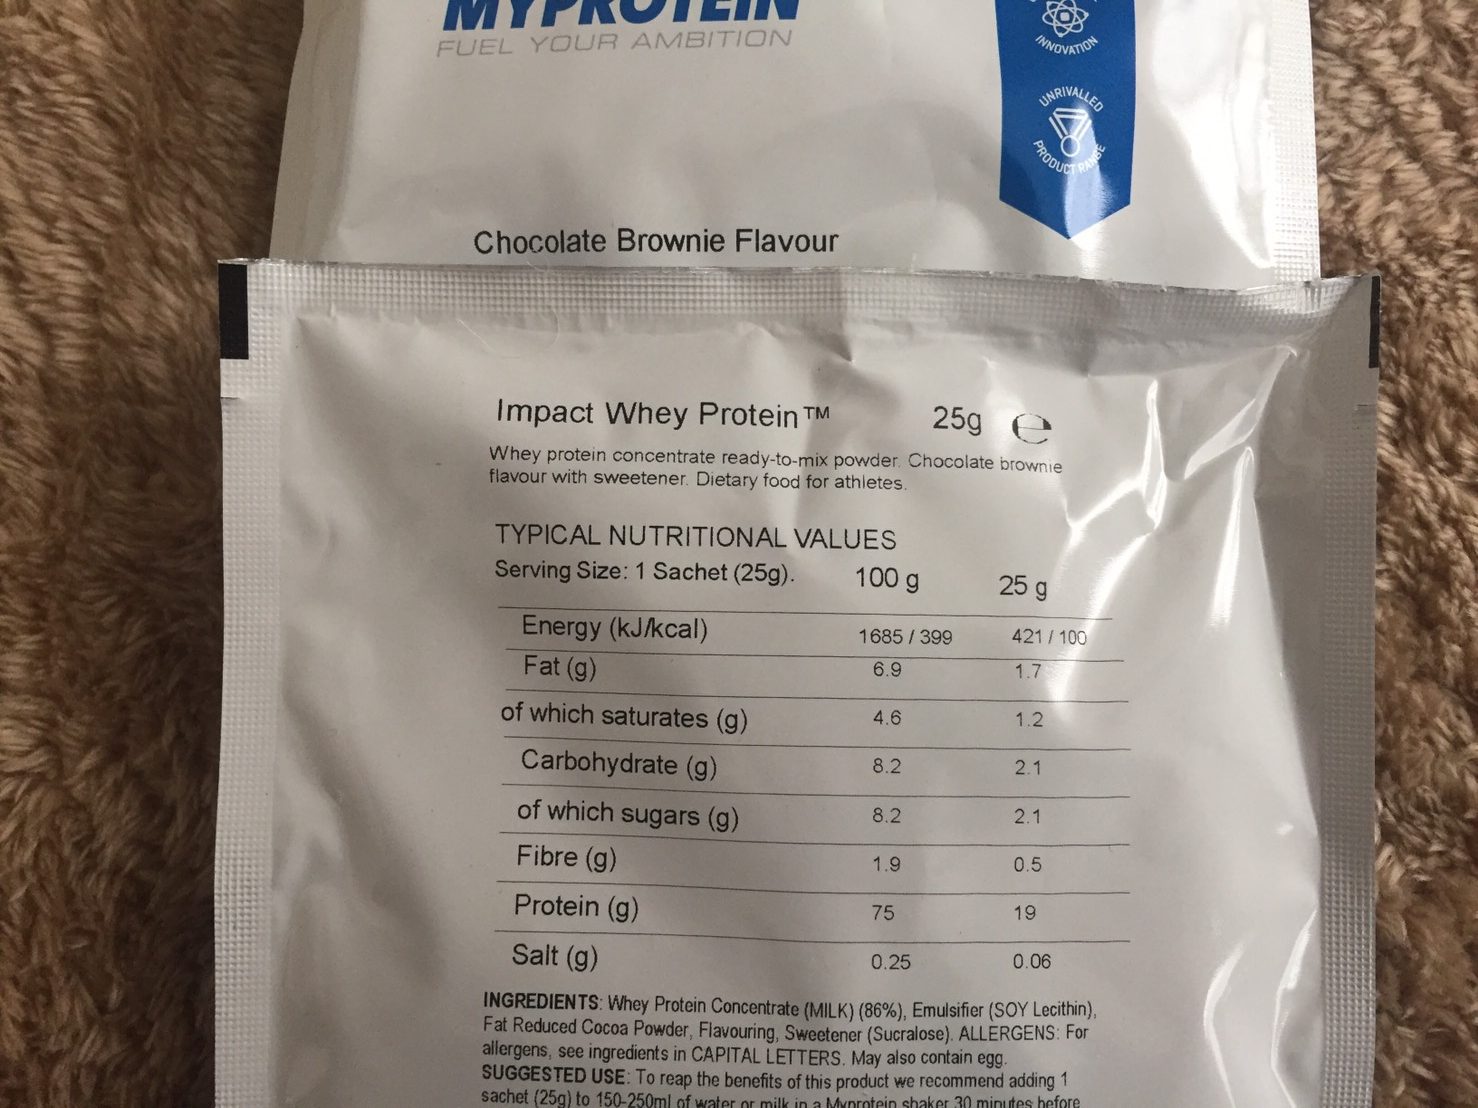 MYPROTEIN
FUEL YOUR AMBITION
INNOVATION
UNRIVALLED
PRODUCT RANGE
Chocolate Brownie Flavour
Impact Whey Protein™ 25g ℮
Whey protein concentrate ready-to-mix powder. Chocolate brownie
flavour with sweetener. Dietary food for athletes.
TYPICAL NUTRITIONAL VALUES
Serving Size: 1 Sachet (25g). 100 g 25 g
Energy (kJ/kcal) 1685 / 399 421 / 100
Fat (g) 6.9 1.7
of which saturates (g) 4.6 1.2
Carbohydrate (g) 8.2 2.1
of which sugars (g) 8.2 2.1
Fibre (g) 1.9 0.5
Protein (g) 75 19
Salt (g) 0.25 0.06
INGREDIENTS: Whey Protein Concentrate (MILK) (86%), Emulsifier (SOY Lecithin),
Fat Reduced Cocoa Powder, Flavouring, Sweetener (Sucralose). ALLERGENS: For
allergens, see ingredients in CAPITAL LETTERS. May also contain egg.
SUGGESTED USE: To reap the benefits of this product we recommend adding 1
sachet (25g) to 150-250ml of water or milk in a Myprotein shaker 30 minutes before